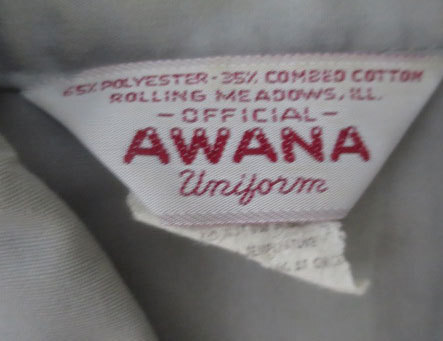 65% POLYESTER - 35% COMBED COTTON
ROLLING MEADOWS, ILL.
- OFFICIAL -
AWANA
Uniform